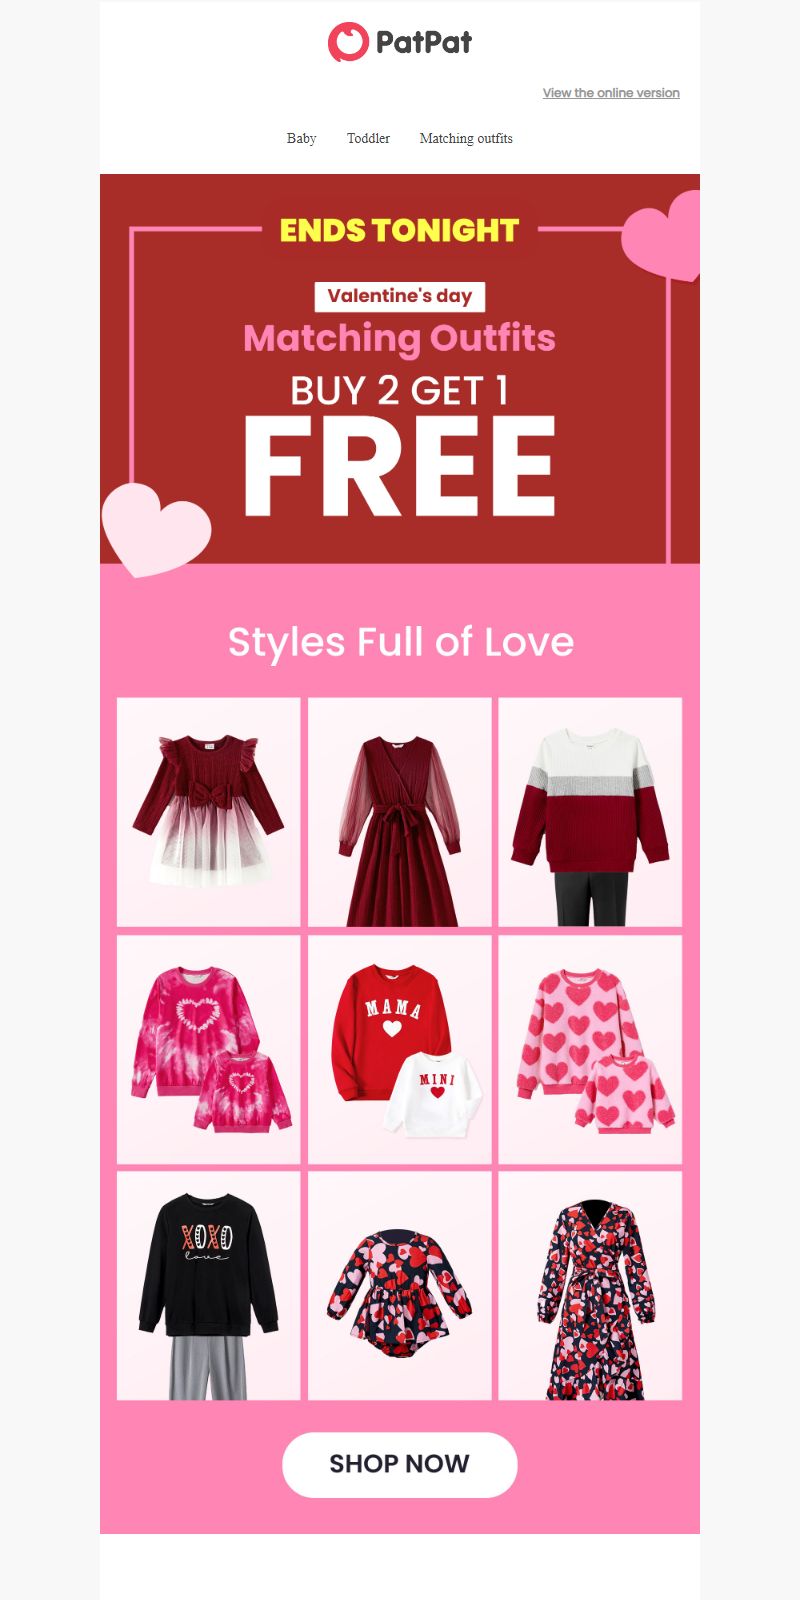 PatPat
View the online version
Baby Toddler Matching outfits
ENDS TONIGHT
Valentine's day
Matching Outfits
BUY 2 GET 1
FREE
Styles Full of Love
MAMA
MINI
XOXO
love
SHOP NOW